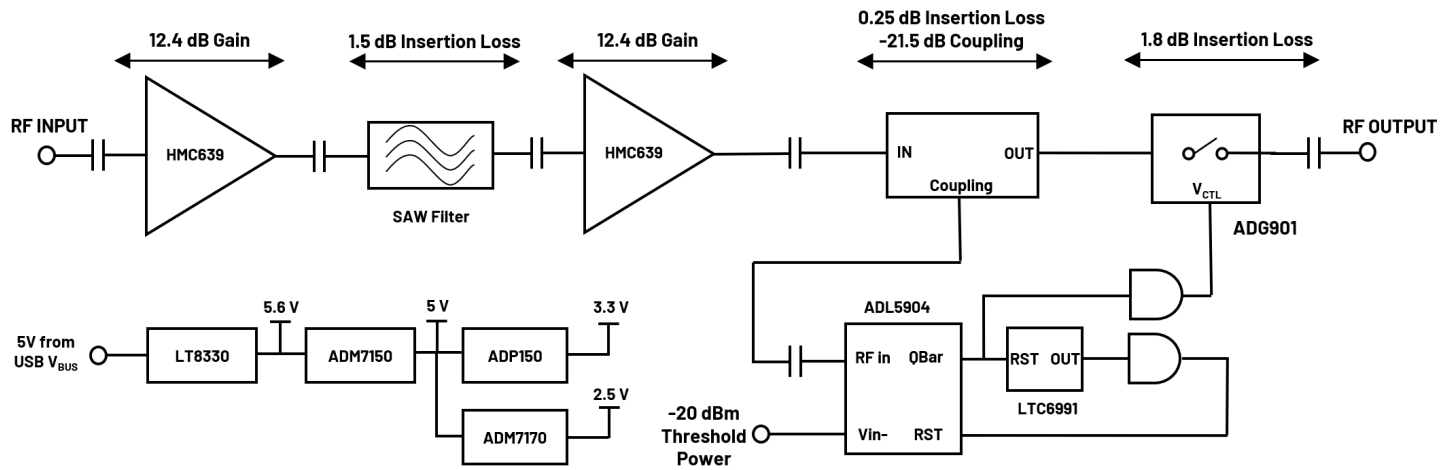 12.4 dB Gain
1.5 dB Insertion Loss
12.4 dB Gain
0.25 dB Insertion Loss
-21.5 dB Coupling
1.8 dB Insertion Loss
RF INPUT
HMC639
SAW Filter
HMC639
IN
OUT
Coupling
VCTL
ADG901
RF OUTPUT
5V from
USB VBUS
LT8330
5.6 V
ADM7150
5 V
ADP150
3.3 V
ADM7170
2.5 V
-20 dBm
Threshold
Power
ADL5904
RF in
QBar
Vin-
RST
RST
OUT
LTC6991